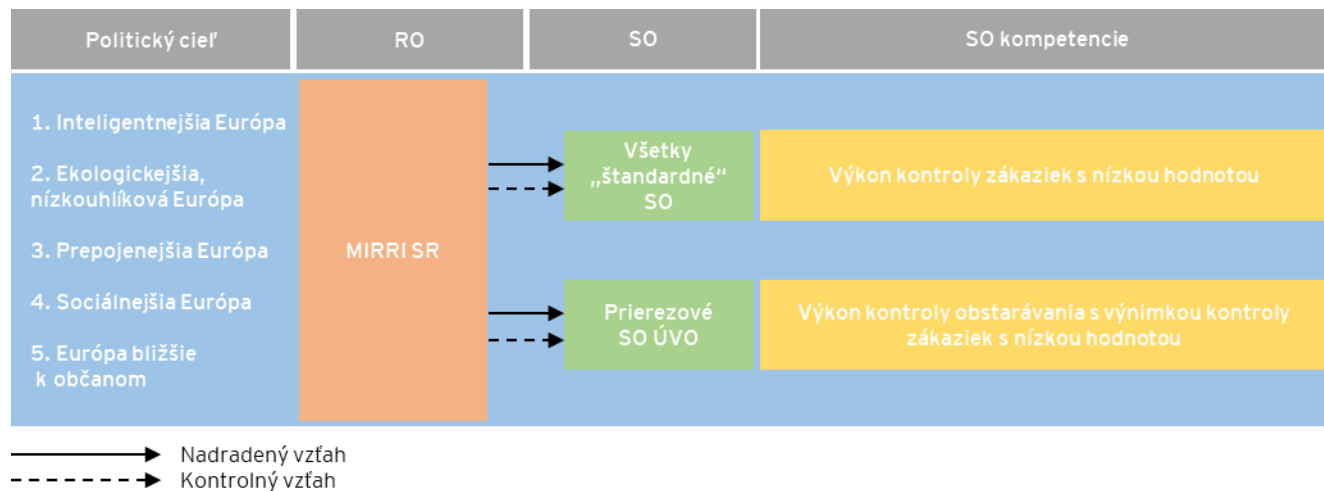 Politický cieľ
RO
SO
SO kompetencie
1. Inteligentnejšia Európa
2. Ekologickejšia,
nízkouhlíková Európa
3. Prepojenejšia Európa
4. Sociálnejšia Európa
5. Európa bližšie
k občanom
MIRRI SR
Všetky
„štandardné“
SO
Výkon kontroly zákaziek s nízkou hodnotou
Prierezové
SO ÚVO
Výkon kontroly obstarávania s výnimkou kontroly
zákaziek s nízkou hodnotou
Nadradený vzťah
Kontrolný vzťah